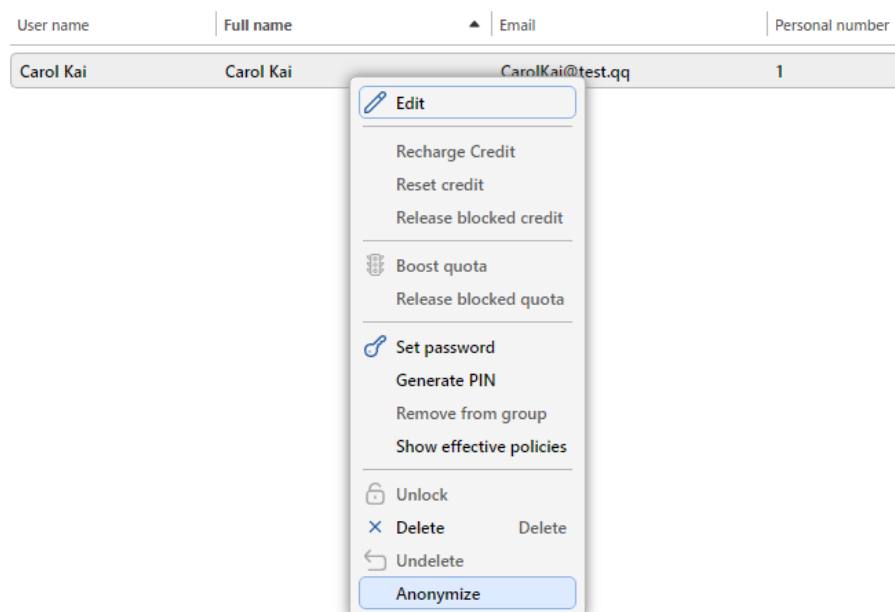 User name Full name Email Personal number
Carol Kai Carol Kai CarolKai@test.qq 1
Edit
Recharge Credit
Reset credit
Release blocked credit
Boost quota
Release blocked quota
Set password
Generate PIN
Remove from group
Show effective policies
Unlock
Delete Delete
Undelete
Anonymize